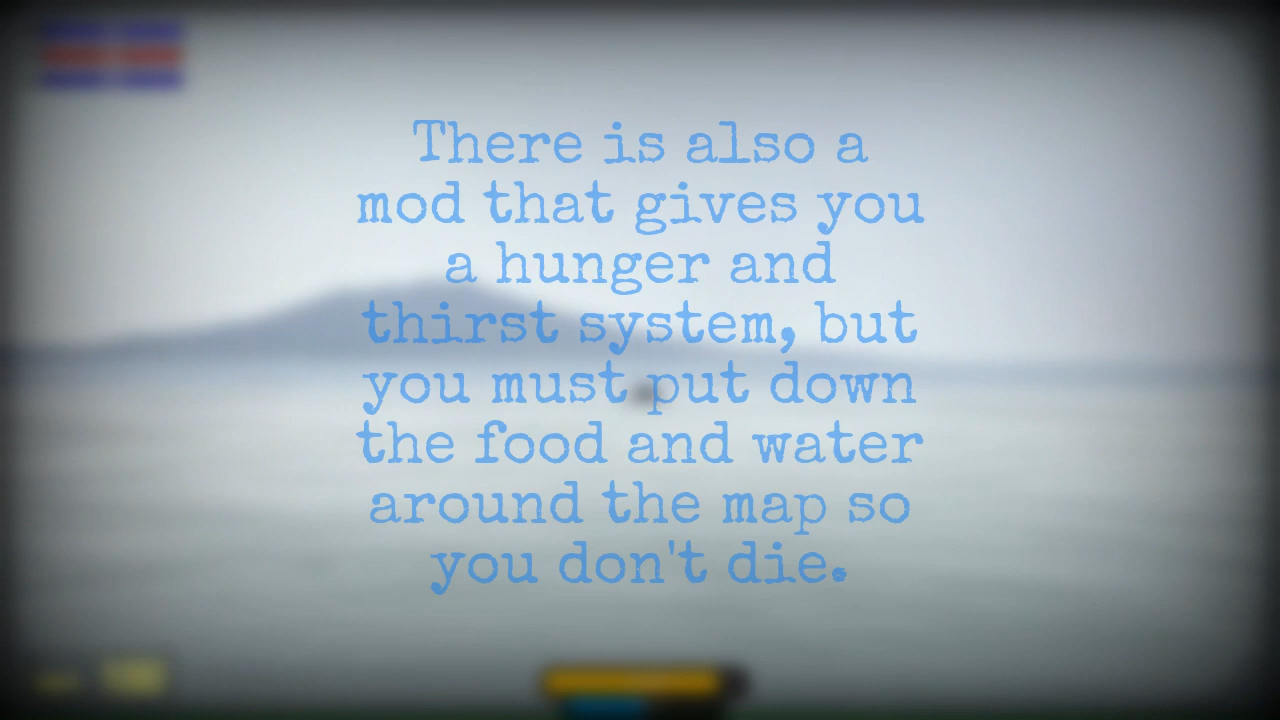 There is also a
mod that gives you
a hunger and
thirst system, but
you must put down
the food and water
around the map so
you don't die.